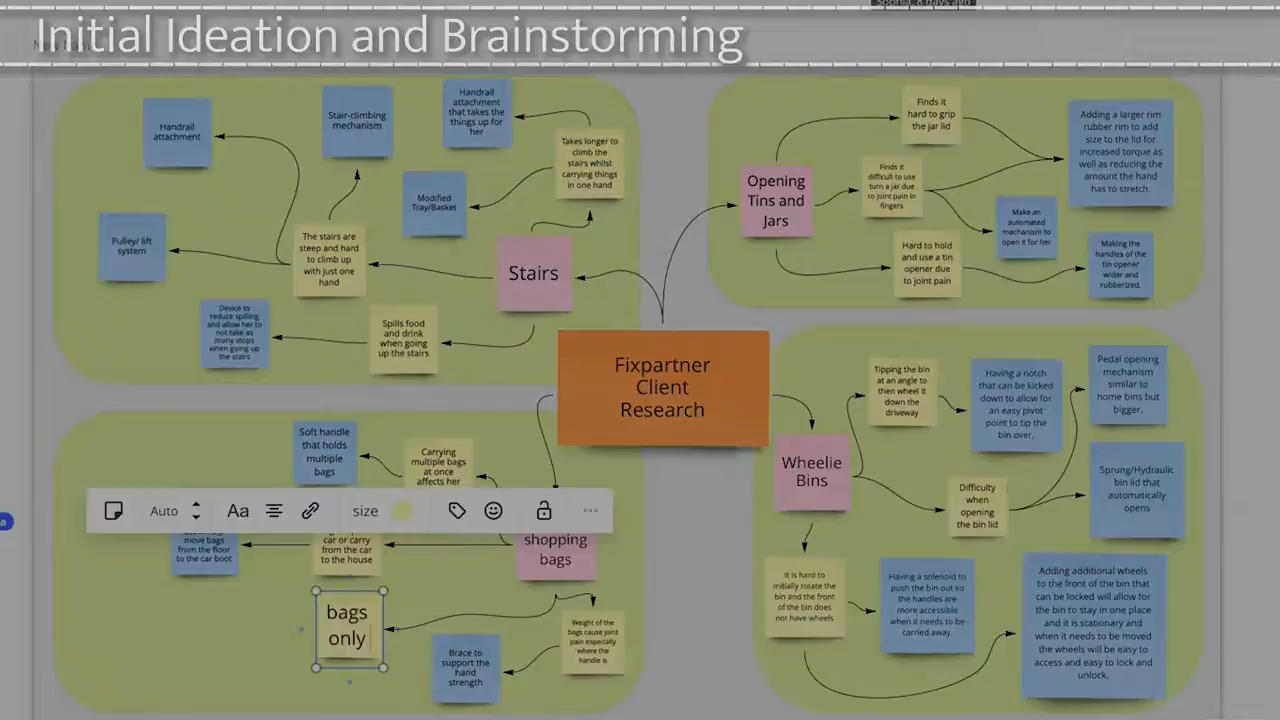 Sophia, 8 days ago
Initial Ideation and Brainstorming
Handrail
attachment
Stair-climbing
mechanism
Handrail
attachment
that takes the
things up for
her
Takes longer to
climb the
stairs whilst
carrying things
in one hand
Modified
Tray/Basket
Pulley/ lift
system
The stairs are
steep and hard
to climb up
with just one
hand
Stairs
Device to
reduce spilling
and allow her to
not take as
many stops
when going up
the stairs
Spills food
and drink
when going
up the stairs
Opening
Tins and
Jars
Finds it
hard to grip
the jar lid
Finds it
difficult to use
turn a jar due
to joint pain in
fingers
Hard to hold
and use a tin
opener due
to joint pain
Adding a larger rim
rubber rim to add
size to the lid for
increased torque as
well as reducing the
amount the hand
has to stretch.
Make an
automated
mechanism to
open it for her
Making the
handles of the
tin opener
wider and
rubberized.
Fixpartner
Client
Research
Soft handle
that holds
multiple
bags
Carrying
multiple bags
at once
affects her
Auto
Aa
size
move bags
from the floor
to the car boot
car or carry
from the car
to the house
shopping
bags
bags
only
Weight of the
bags cause joint
pain especially
where the
handle is
Brace to
support the
hand
strength
Wheelie
Bins
Tipping the bin
at an angle to
then wheel it
down the
driveway
Having a notch
that can be kicked
down to allow for
an easy pivot
point to tip the
bin over.
Pedal opening
mechanism
similar to
home bins but
bigger.
Difficulty
when
opening
the bin lid
Sprung/Hydraulic
bin lid that
automatically
opens
It is hard to
initially rotate the
bin and the front
of the bin does
not have wheels
Having a solenoid to
push the bin out so
the handles are
more accessible
when it needs to be
carried away.
Adding additional wheels
to the front of the bin that
can be locked will allow for
the bin to stay in one place
and it is stationary and
when it needs to be moved
the wheels will be easy to
access and easy to lock and
unlock.